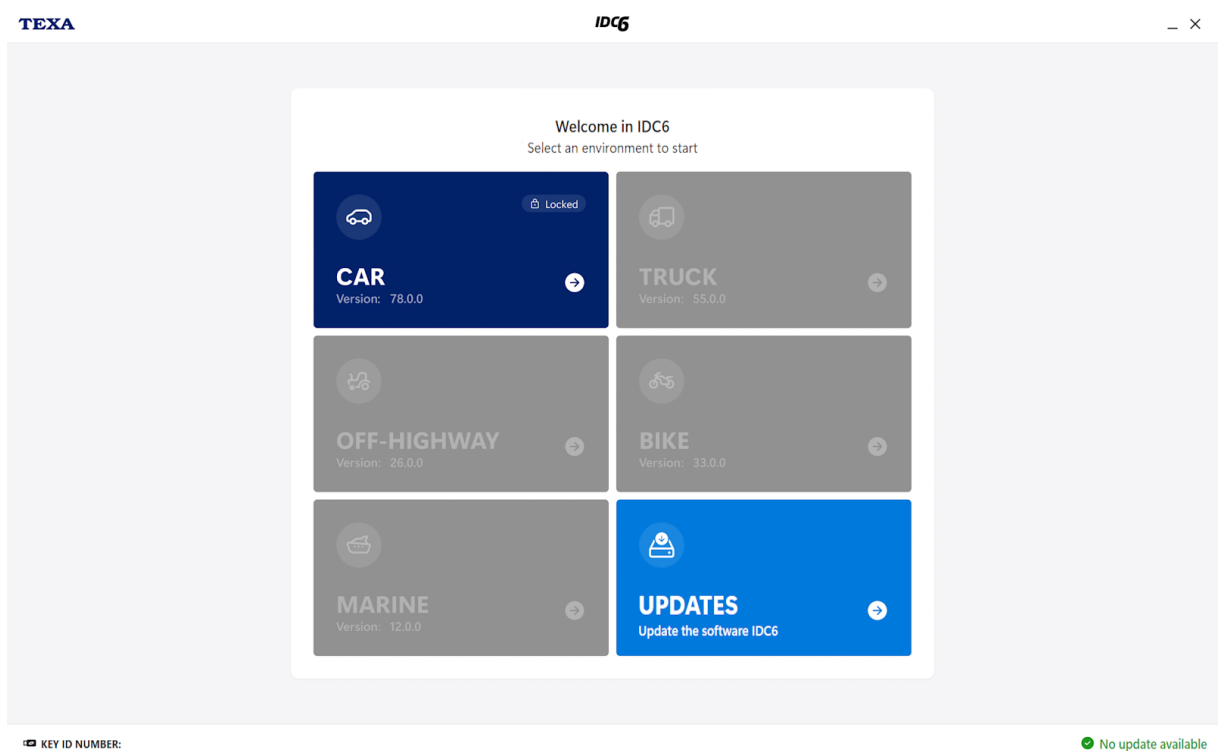 TEXA
IDC6
Welcome in IDC6
Select an environment to start
Locked
CAR
Version: 78.0.0
TRUCK
Version: 55.0.0
OFF-HIGHWAY
Version: 26.0.0
BIKE
Version: 33.0.0
MARINE
Version: 12.0.0
UPDATES
Update the software IDC6
KEY ID NUMBER:
No update available